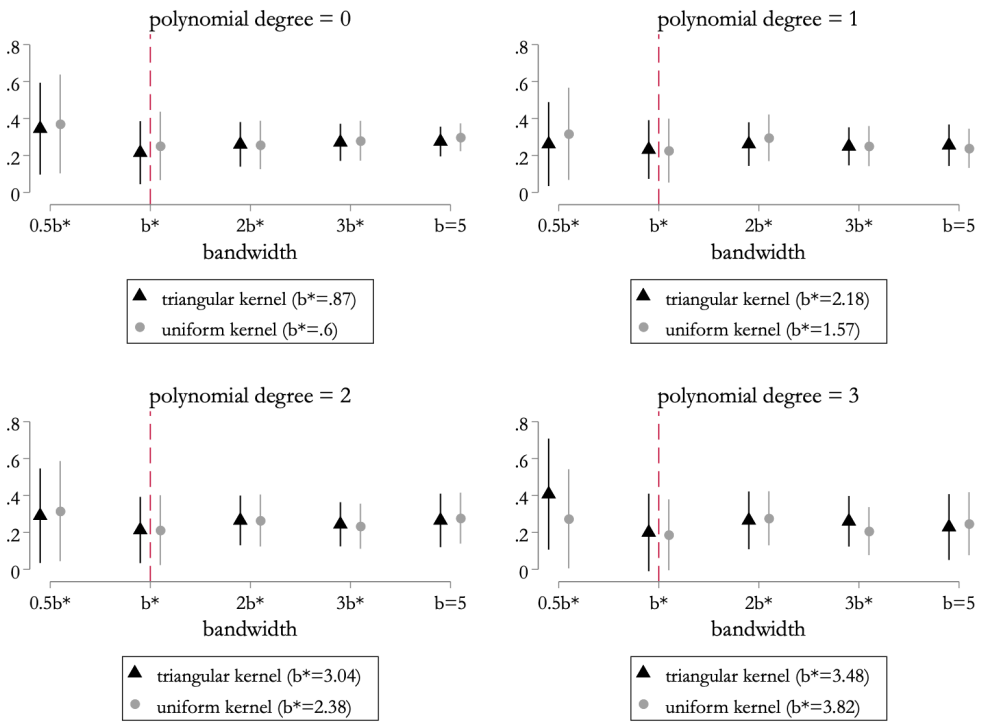 polynomial degree = 0
.8
.6
.4
.2
0
0.5b* b* 2b* 3b* b=5
bandwidth
triangular kernel (b*=.87)
uniform kernel (b*=.6)
polynomial degree = 1
.8
.6
.4
.2
0
0.5b* b* 2b* 3b* b=5
bandwidth
triangular kernel (b*=2.18)
uniform kernel (b*=1.57)
polynomial degree = 2
.8
.6
.4
.2
0
0.5b* b* 2b* 3b* b=5
bandwidth
triangular kernel (b*=3.04)
uniform kernel (b*=2.38)
polynomial degree = 3
.8
.6
.4
.2
0
0.5b* b* 2b* 3b* b=5
bandwidth
triangular kernel (b*=3.48)
uniform kernel (b*=3.82)